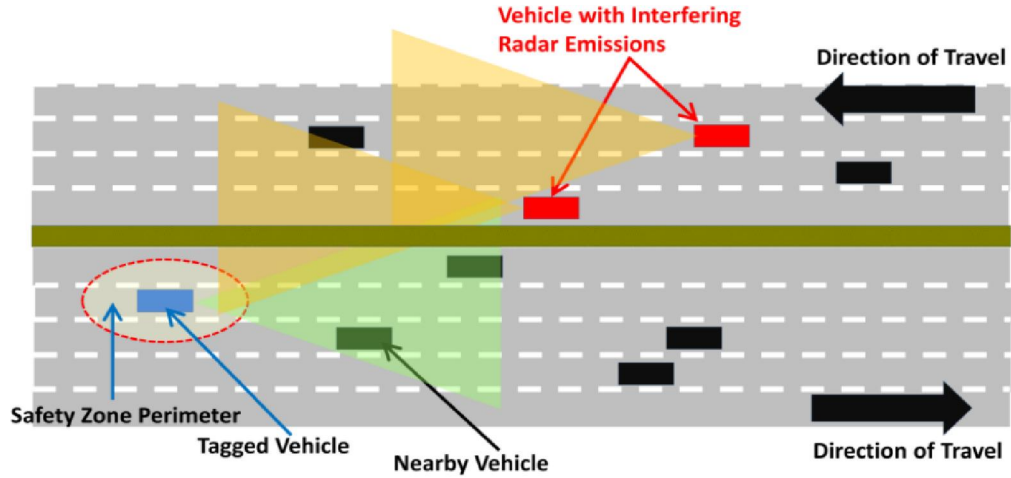 Vehicle with Interfering
Radar Emissions
Direction of Travel
Safety Zone Perimeter
Tagged Vehicle
Nearby Vehicle
Direction of Travel